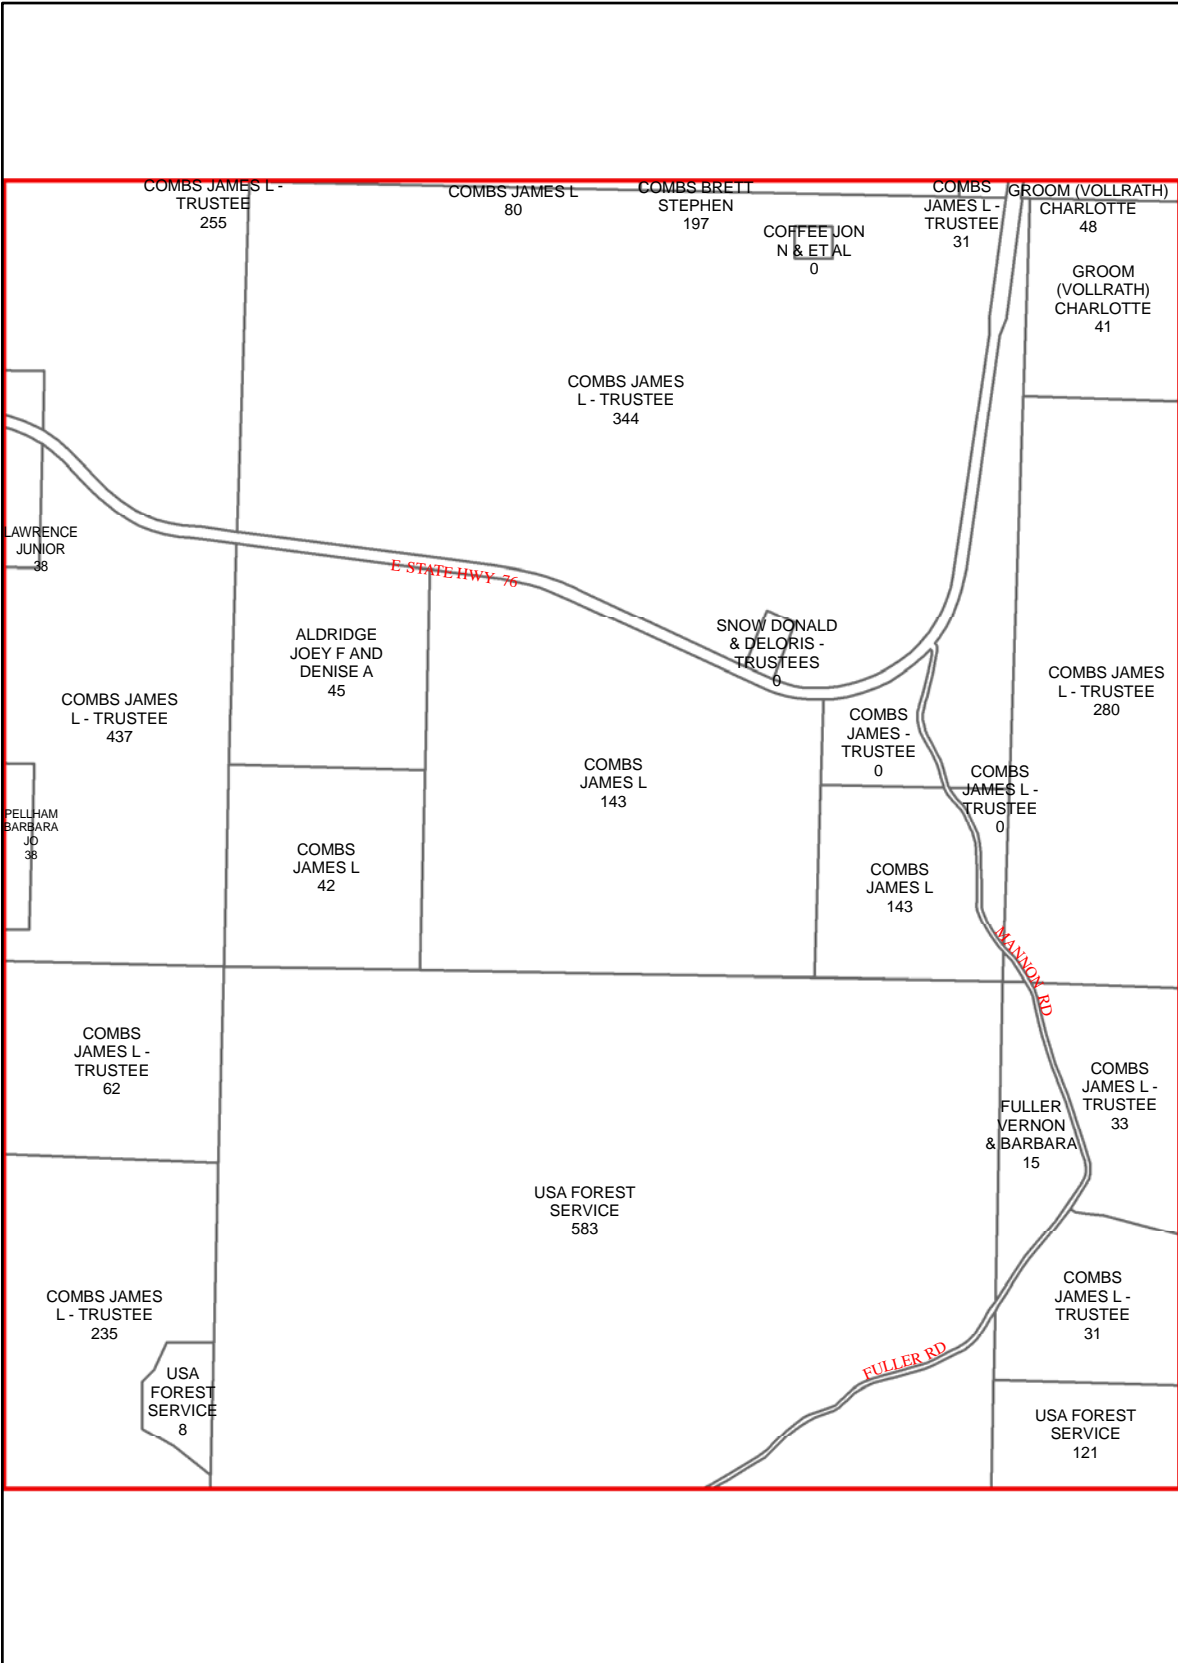 COMBS JAMES L -
TRUSTEE
255
COMBS JAMES L
80
COMBS BRETT
STEPHEN
197
COFFEE JON
N & ET AL
0
COMBS
JAMES L -
TRUSTEE
31
GROOM (VOLLRATH)
CHARLOTTE
48
GROOM
(VOLLRATH)
CHARLOTTE
41
COMBS JAMES
L - TRUSTEE
344
LAWRENCE
JUNIOR
38
E STATE HWY 76
ALDRIDGE
JOEY F AND
DENISE A
45
SNOW DONALD
& DELORIS -
TRUSTEES
0
COMBS JAMES
L - TRUSTEE
437
COMBS JAMES
L - TRUSTEE
280
COMBS
JAMES -
TRUSTEE
0
COMBS
JAMES L
143
COMBS
JAMES L -
TRUSTEE
0
PELLHAM
BARBARA
JO
38
COMBS
JAMES L
42
COMBS
JAMES L
143
MANNON RD
COMBS
JAMES L -
TRUSTEE
62
COMBS
JAMES L -
TRUSTEE
33
FULLER
VERNON
& BARBARA
15
USA FOREST
SERVICE
583
COMBS JAMES
L - TRUSTEE
235
COMBS
JAMES L -
TRUSTEE
31
FULLER RD
USA
FOREST
SERVICE
8
USA FOREST
SERVICE
121